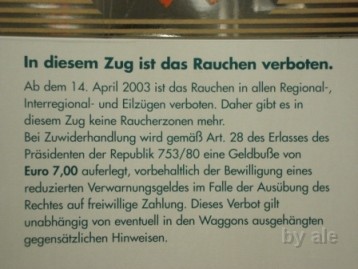 In diesem Zug ist das Rauchen verboten.
Ab dem 14. April 2003 ist das Rauchen in allen Regional-,
Interregional- und Eilzügen verboten. Daher gibt es in
diesem Zug keine Raucherzonen mehr.
Bei Zuwiderhandlung wird gemäß Art. 28 des Erlasses des
Präsidenten der Republik 753/80 eine Geldbuße von
Euro 7,00 auferlegt, vorbehaltlich der Bewilligung eines
reduzierten Verwarnungsgeldes im Falle der Ausübung des
Rechtes auf freiwillige Zahlung. Dieses Verbot gilt
unabhängig von eventuell in den Waggons ausgehängten
gegensätzlichen Hinweisen.
by ale